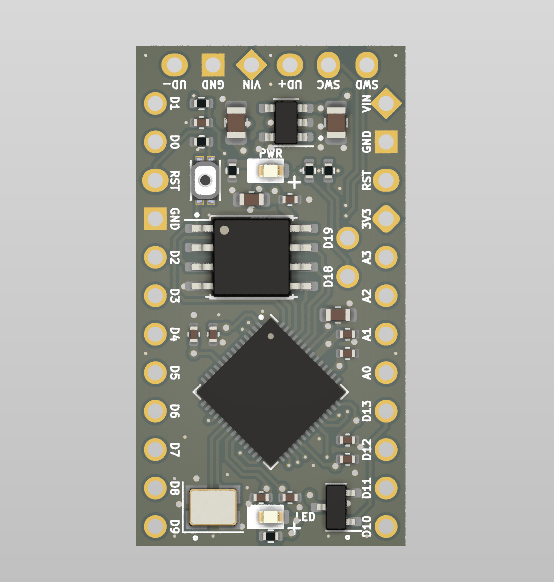 UD- GND VIN UD+ SWC SWD
D1
VIN
D0
GND
PWR
RST
+
RST
GND
3V3
D19
D2
A3
D18
D3
A2
D4
A1
D5
A0
D6
D13
D7
D12
D8
D11
LED
+
D9
D10